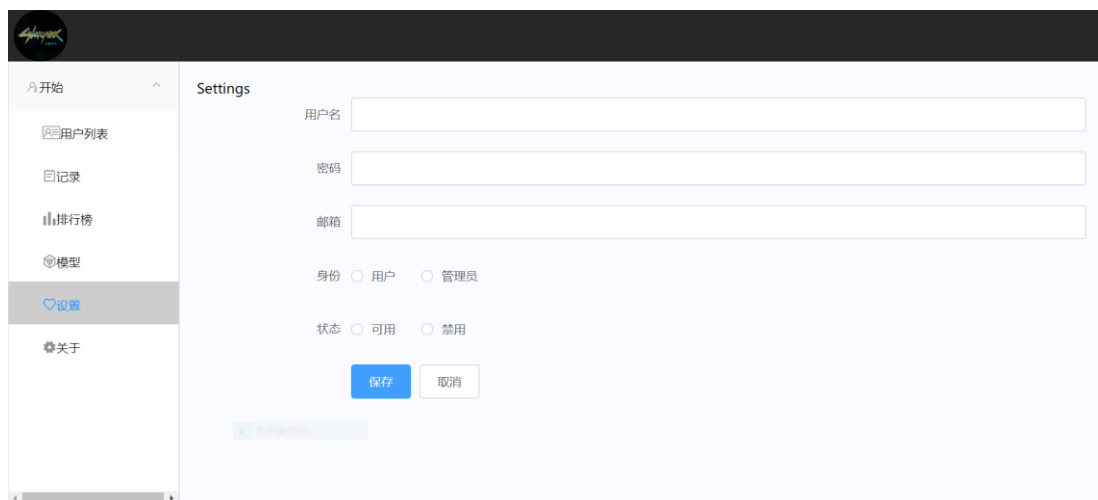 开始
Settings
用户名
用户列表
密码
记录
排行榜
邮箱
模型
身份 用户 管理员
设置
状态 可用 禁用
关于
保存 取消